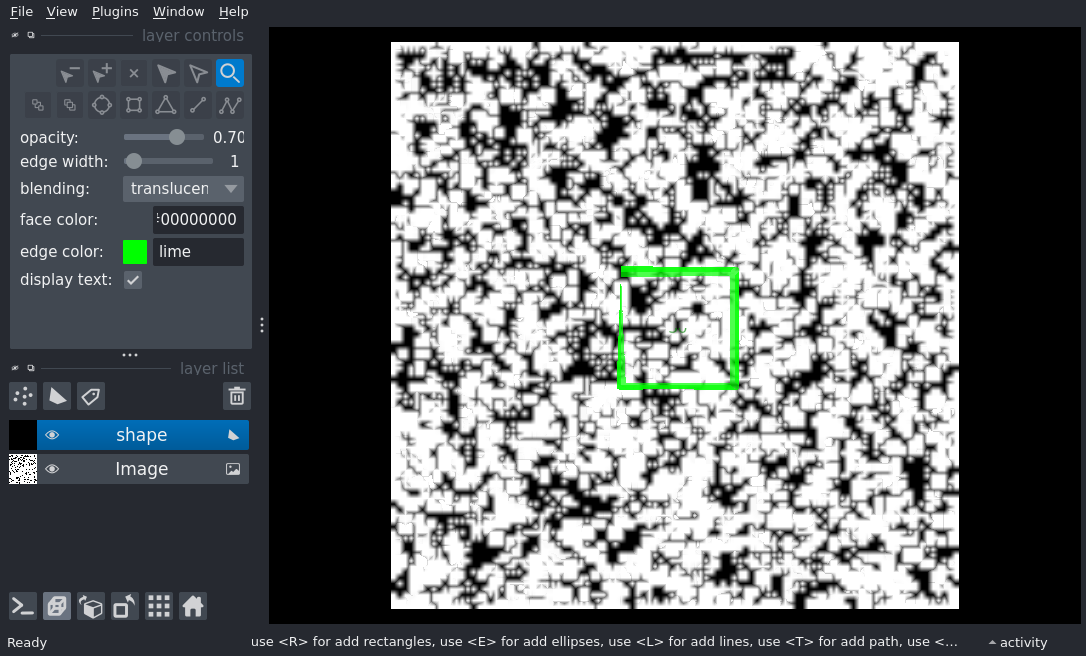 File View Plugins Window Help
layer controls
opacity: 0.70
edge width: 1
blending: translucen
face color: 00000000
edge color: lime
display text:
layer list
shape
Image
Ready use <R> for add rectangles, use <E> for add ellipses, use <L> for add lines, use <T> for add path, use <... activity